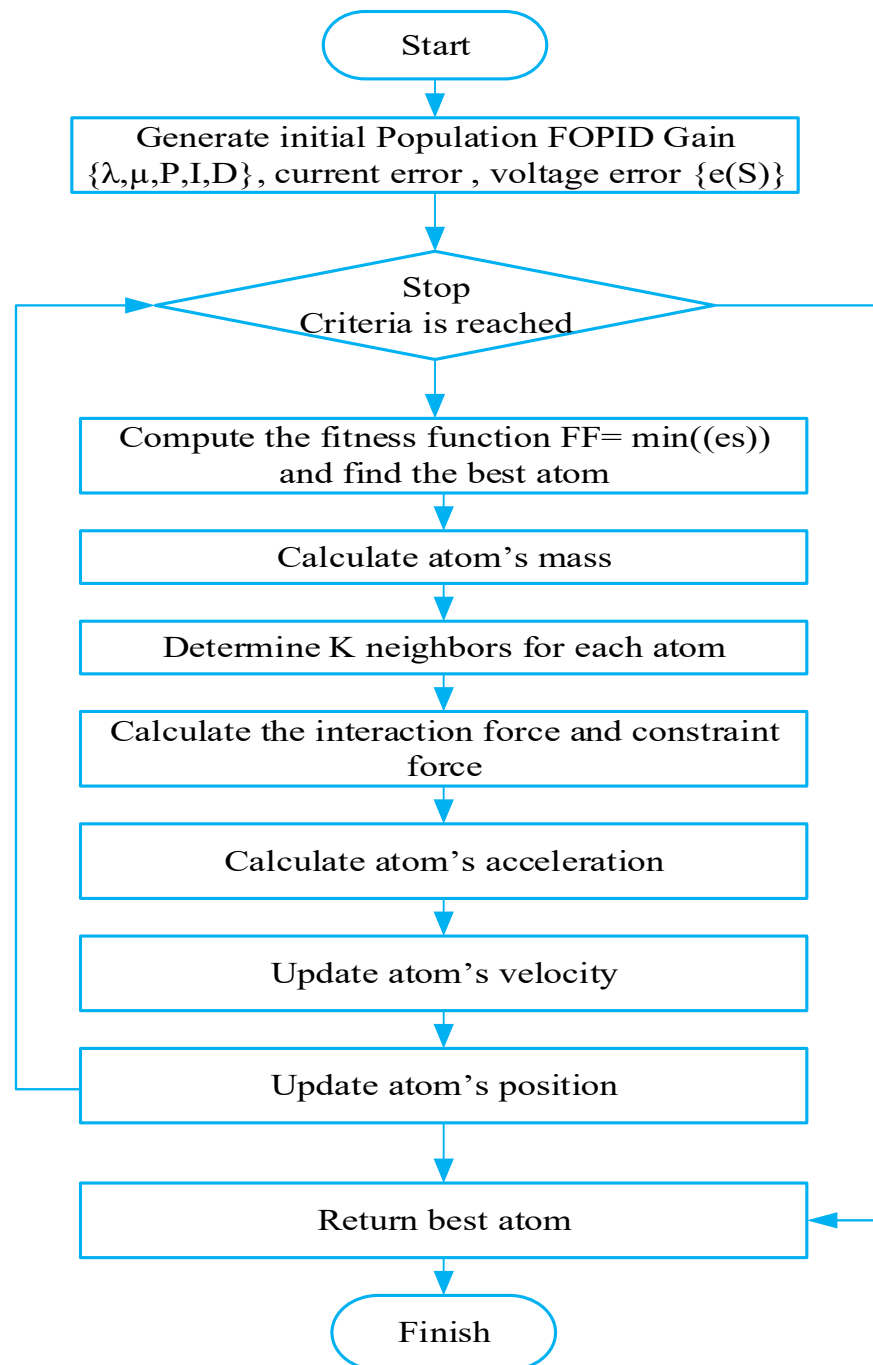 Start
Generate initial Population FOPID Gain
{λ,μ,P,I,D}, current error , voltage error {e(S)}
Stop
Criteria is reached
Compute the fitness function FF= min((es))
and find the best atom
Calculate atom’s mass
Determine K neighbors for each atom
Calculate the interaction force and constraint
force
Calculate atom’s acceleration
Update atom’s velocity
Update atom’s position
Return best atom
Finish